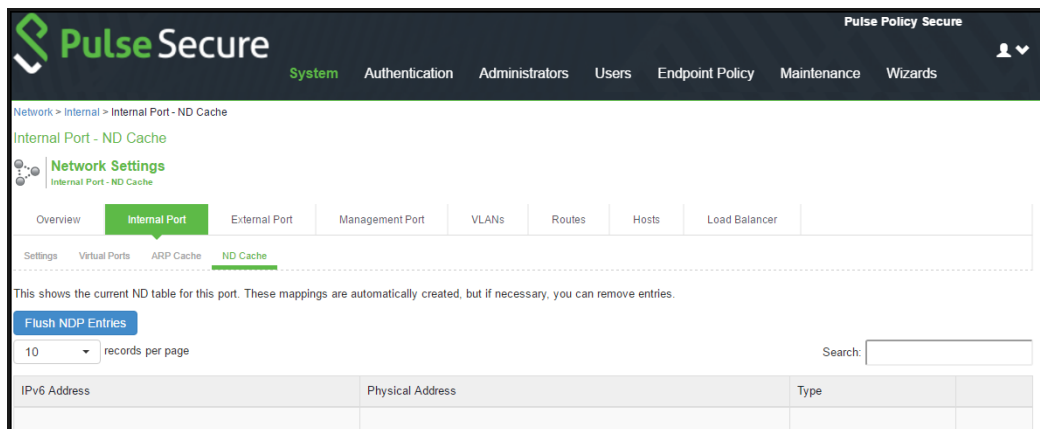 Pulse Policy Secure
Pulse Secure
System Authentication Administrators Users Endpoint Policy Maintenance Wizards
Network > Internal > Internal Port - ND Cache
Internal Port - ND Cache
Network Settings
Internal Port - ND Cache
Overview Internal Port External Port Management Port VLANs Routes Hosts Load Balancer
Settings Virtual Ports ARP Cache ND Cache
This shows the current ND table for this port. These mappings are automatically created, but if necessary, you can remove entries.
Flush NDP Entries
10 records per page Search:
IPv6 Address Physical Address Type